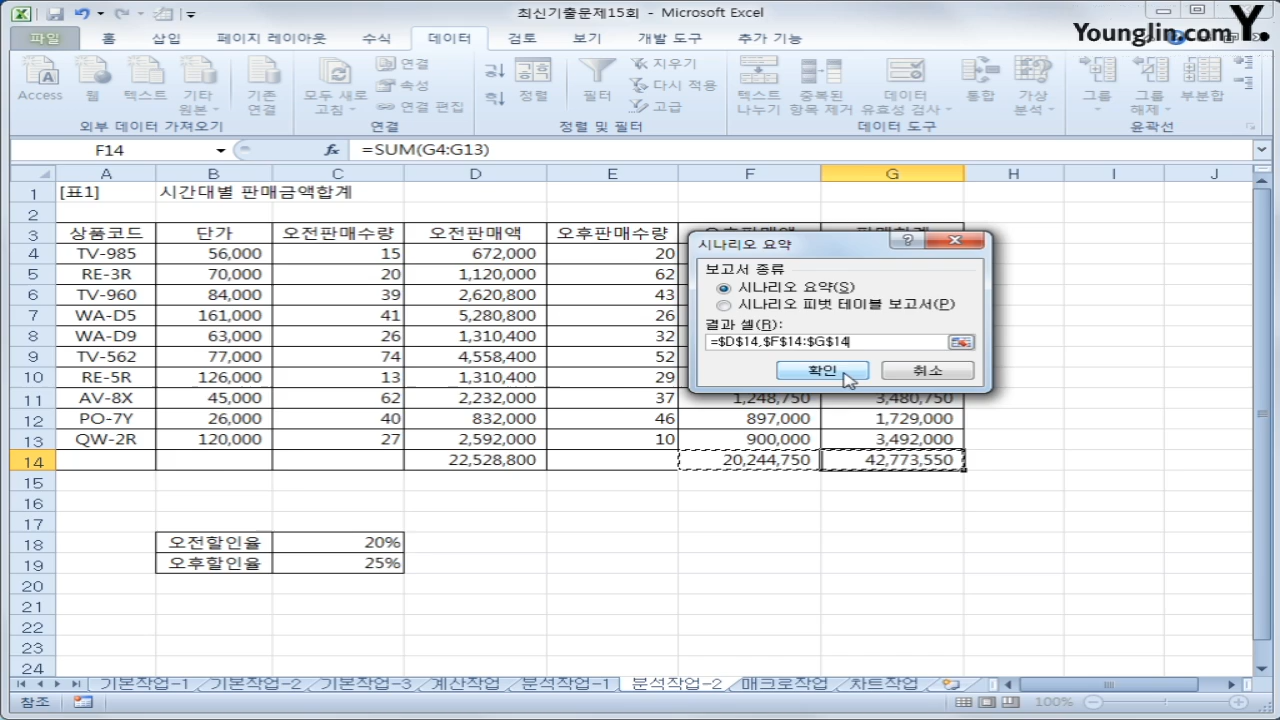 최신기출문제15회 - Microsoft Excel
Younglin.com Y.
파일 홈 삽입 페이지 레이아웃 수식 데이터 검토 보기 개발 도구 추가 기능
Access 웹 텍스트 기타 원본 기존 연결 모두 새로 고침 연결 속성 연결 편집 정렬 필터 지우기 다시 적용 고급 텍스트 나누기 중복된 항목 제거 데이터 유효성 검사 통합 가상 분석 그룹 그룹 해제 부분합
외부 데이터 가져오기 연결 정렬 및 필터 데이터 도구 윤곽선
F14 fx =SUM(G4:G13)
A B C D E F G H I J
1 [표1] 시간대별 판매금액합계
2
3 상품코드 단가 오전판매수량 오전판매액 오후판매수량
4 TV-985 56,000 15 672,000 20
5 RE-3R 70,000 20 1,120,000 62
6 TV-960 84,000 39 2,620,800 43
7 WA-D5 161,000 41 5,280,800 26
8 WA-D9 63,000 26 1,310,400 32
9 TV-562 77,000 74 4,558,400 52
10 RE-5R 126,000 13 1,310,400 29
11 AV-8X 45,000 62 2,232,000 37 1,248,750 3,480,750
12 PO-7Y 26,000 40 832,000 46 897,000 1,729,000
13 QW-2R 120,000 27 2,592,000 10 900,000 3,492,000
14 22,528,800 20,244,750 42,773,550
15
16
17
18 오전할인율 20%
19 오후할인율 25%
20
21
22
23
24
시나리오 요약
보고서 종류
시나리오 요약(S)
시나리오 피벗 테이블 보고서(P)
결과 셀(R):
=$D$14,$F$14:$G$14
확인 취소
기본작업-1 기본작업-2 기본작업-3 계산작업 분석작업-1 분석작업-2 매크로작업 차트작업
참조 100%